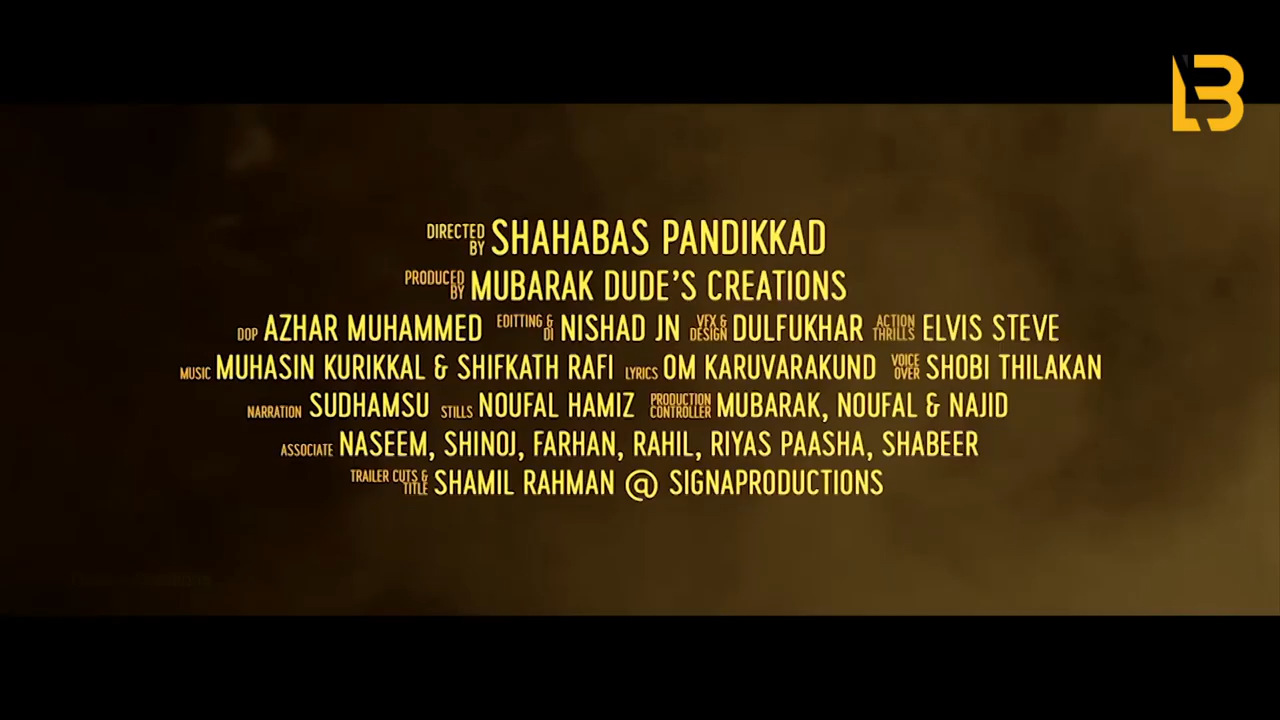 DIRECTED BY SHAHABAS PANDIKKAD
PRODUCED BY MUBARAK DUDE'S CREATIONS
DOP AZHAR MUHAMMED EDITTING & DI NISHAD JN VFX & DESIGN DULFUKHAR ACTION THRILLS ELVIS STEVE
MUSIC MUHASIN KURIKKAL & SHIFKATH RAFI LYRICS OM KARUVARAKUND VOICE OVER SHOBI THILAKAN
NARRATION SUDHAMSU STILLS NOUFAL HAMIZ PRODUCTION CONTROLLER MUBARAK, NOUFAL & NAJID
ASSOCIATE NASEEM, SHINOJ, FARHAN, RAHIL, RIYAS PAASHA, SHABEER
TRAILER CUTS & TITLE SHAMIL RAHMAN @ SIGNAPRODUCTIONS